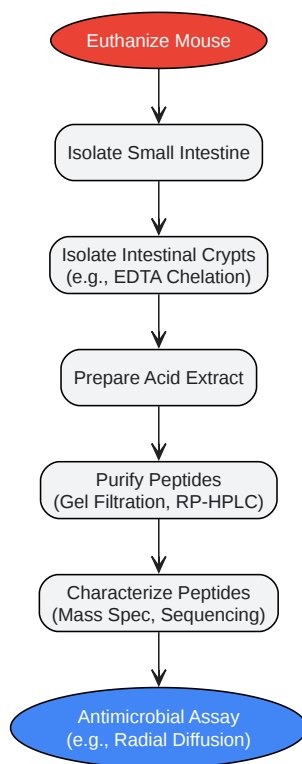 Euthanize Mouse
Isolate Small Intestine
Isolate Intestinal Crypts
(e.g., EDTA Chelation)
Prepare Acid Extract
Purify Peptides
(Gel Filtration, RP-HPLC)
Characterize Peptides
(Mass Spec, Sequencing)
Antimicrobial Assay
(e.g., Radial Diffusion)